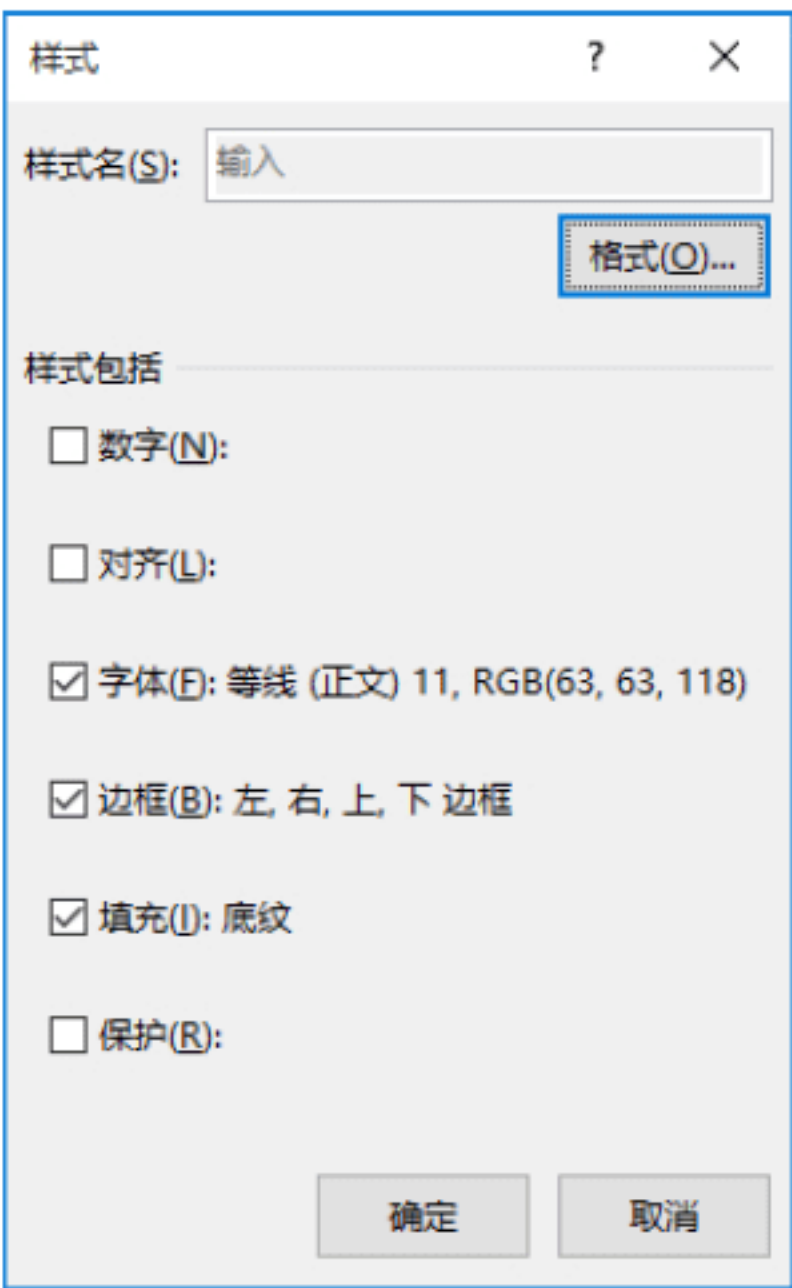 样式 ?
样式名(S): 输入
格式(O)...
样式包括
数字(N):
对齐(L):
字体(F): 等线 (正文) 11, RGB(63, 63, 118)
边框(B): 左, 右, 上, 下 边框
填充(I): 底纹
保护(R):
确定 取消